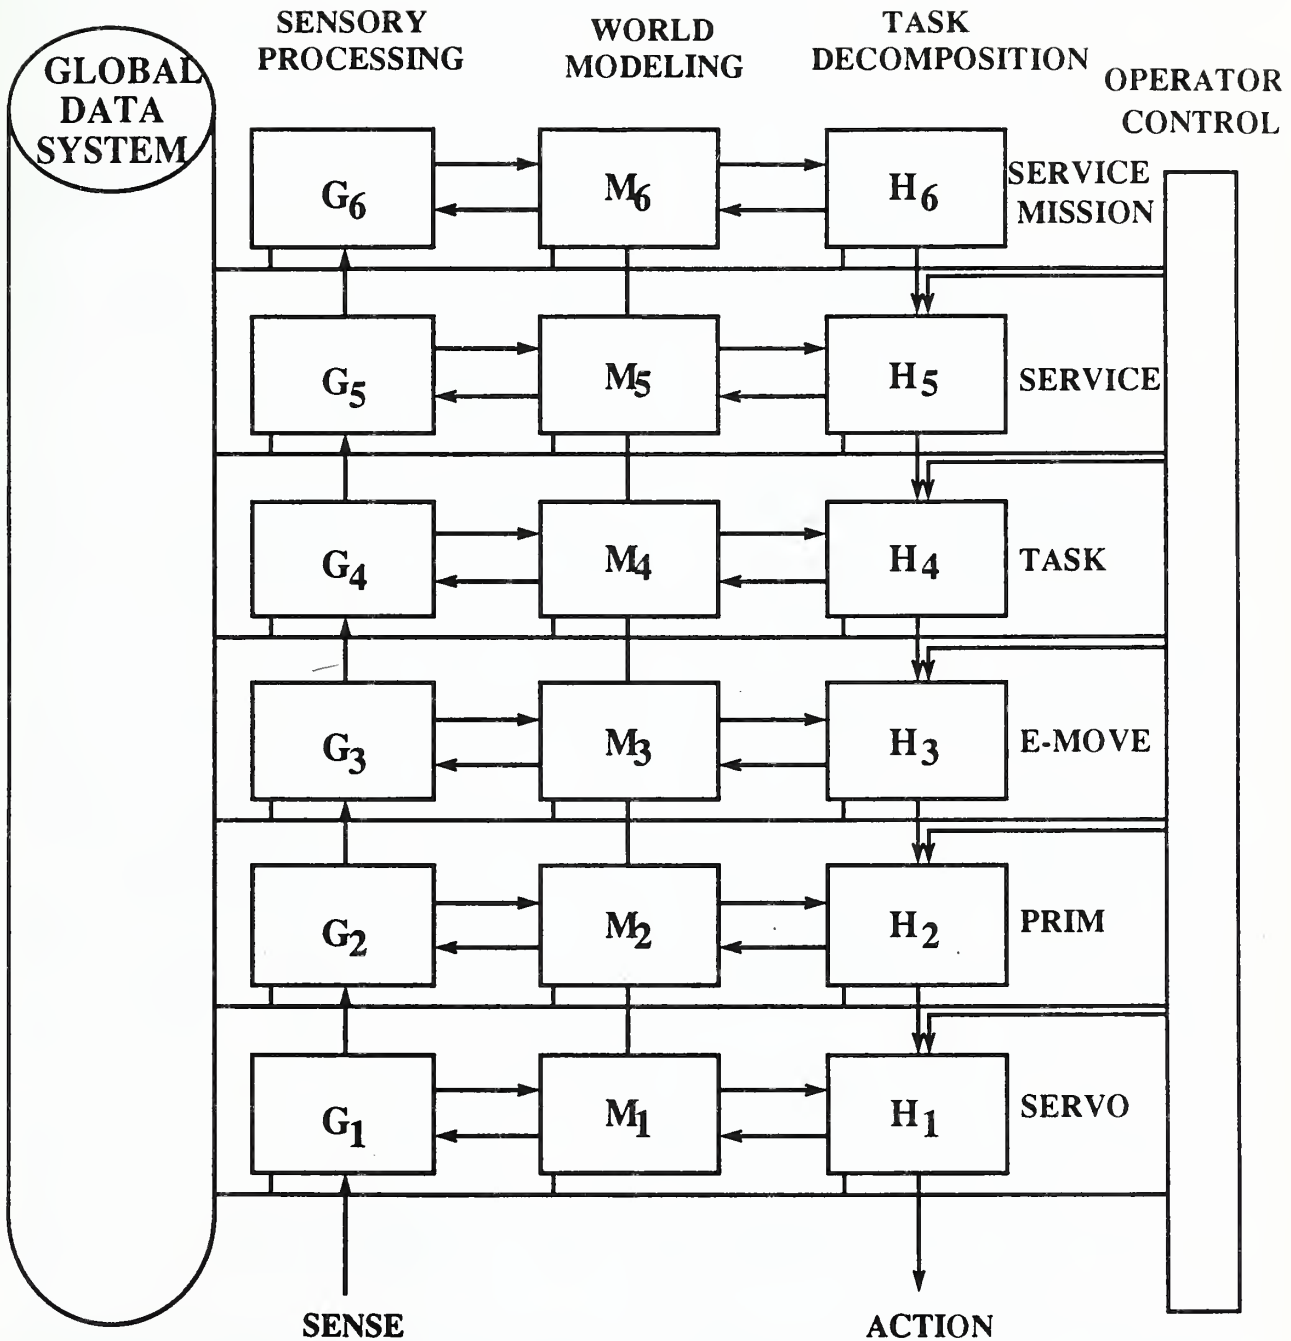 SENSORY
PROCESSING
WORLD
MODELING
TASK
DECOMPOSITION
OPERATOR
CONTROL
GLOBAL
DATA
SYSTEM
G6
M6
H6
SERVICE
MISSION
G5
M5
H5
SERVICE
G4
M4
H4
TASK
G3
M3
H3
E-MOVE
G2
M2
H2
PRIM
G1
M1
H1
SERVO
SENSE
ACTION